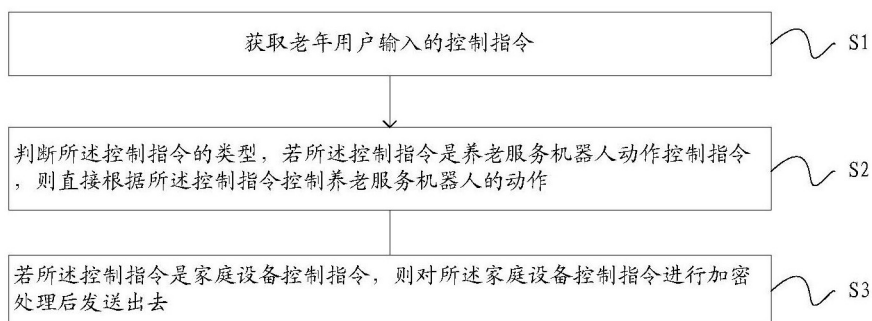 获取老年用户输入的控制指令
S1
判断所述控制指令的类型，若所述控制指令是养老服务机器人动作控制指令
，则直接根据所述控制指令控制养老服务机器人的动作
S2
若所述控制指令是家庭设备控制指令，则对所述家庭设备控制指令进行加密
处理后发送出去
S3